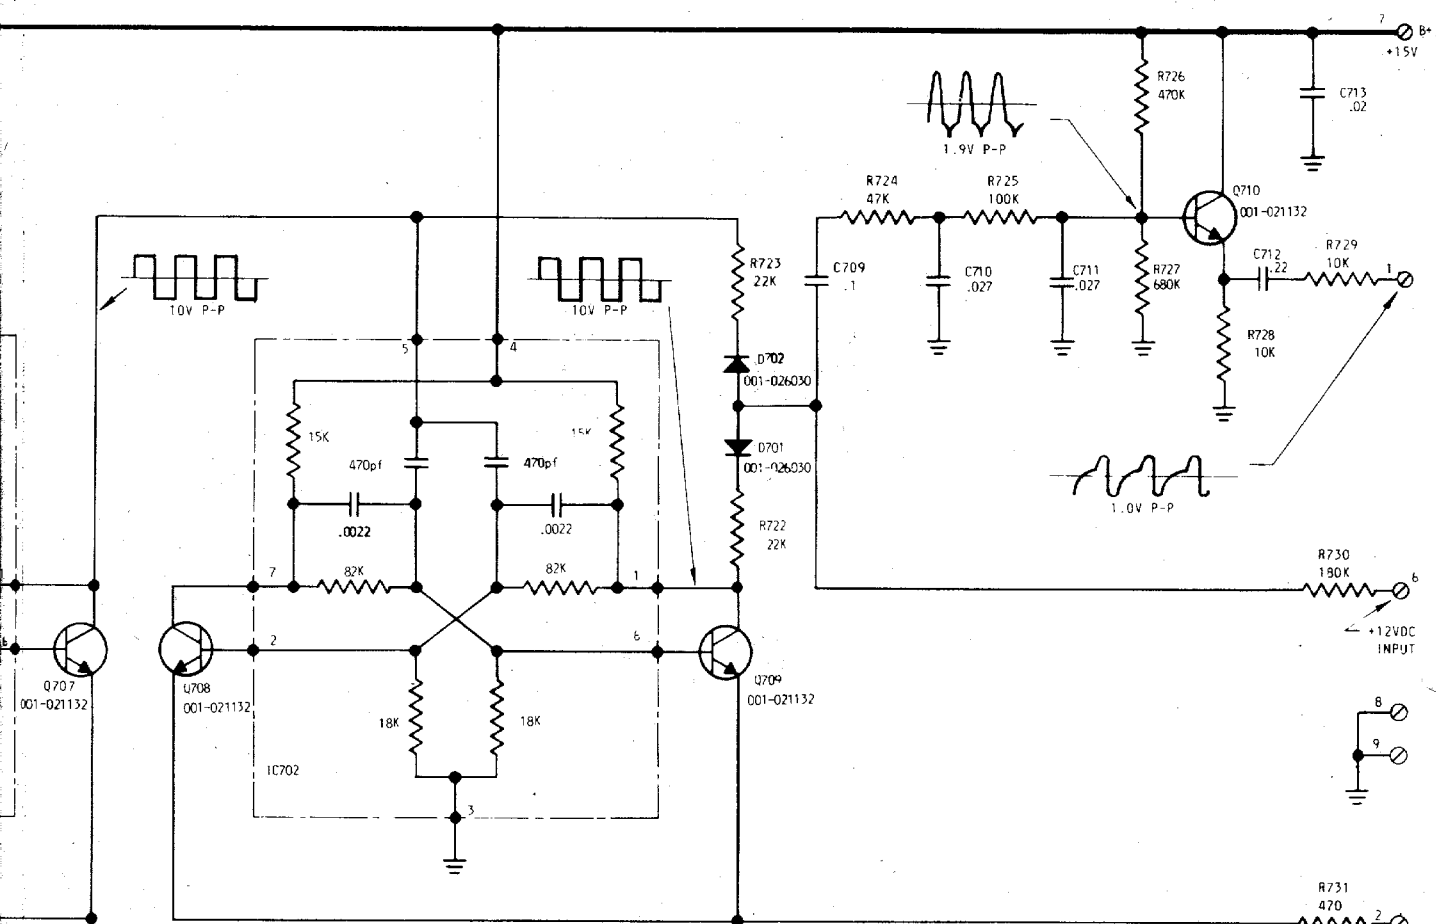 7
B+
+15V
R726
470K
C713
.02
1.9V P-P
R724
47K
R725
100K
Q710
001-021132
R723
22K
C709
.1
C710
.027
C711
.027
R727
680K
C712
.22
R729
10K
1
10V P-P
10V P-P
R728
10K
5
4
D702
001-026030
15K
15K
470pf
470pf
D701
001-026030
.0022
.0022
1.0V P-P
R722
22K
7
82K
82K
1
R730
180K
6
2
6
+12VDC
INPUT
6
Q707
001-021132
Q708
001-021132
Q709
001-021132
18K
18K
8
9
IC702
3
R731
470
2